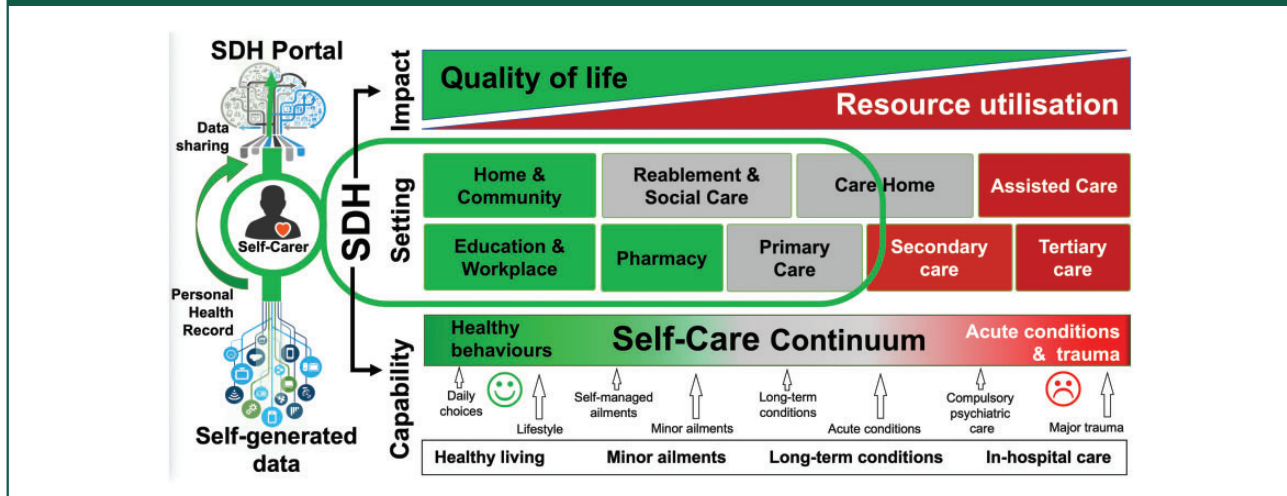 SDH Portal
Data
sharing
Self-Carer
Personal
Health
Record
Self-generated
data
SDH
Impact
Quality of life
Resource utilisation
Setting
Home &
Community
Reablement &
Social Care
Care Home
Assisted Care
Education &
Workplace
Pharmacy
Primary
Care
Secondary
care
Tertiary
care
Capability
Healthy
behaviours
Self-Care Continuum
Acute conditions
& trauma
Daily
choices
Lifestyle
Self-managed
ailments
Minor ailments
Long-term
conditions
Acute conditions
Compulsory
psychiatric
care
Major trauma
Healthy living
Minor ailments
Long-term conditions
In-hospital care